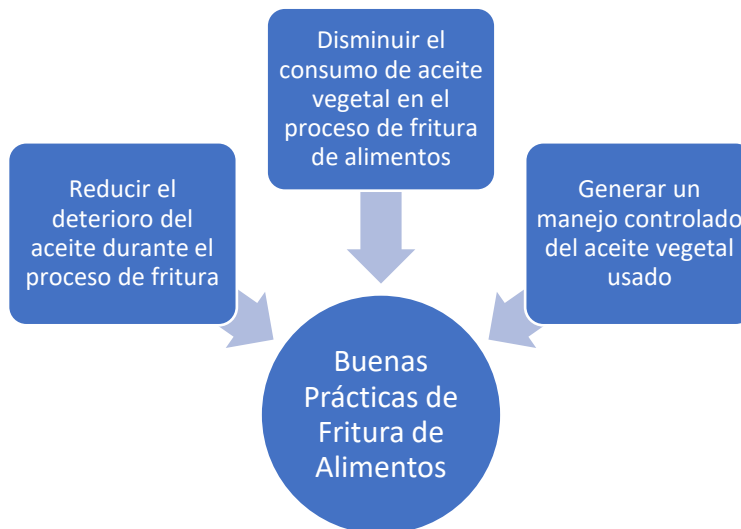 Disminuir el
consumo de aceite
vegetal en el
proceso de fritura
de alimentos
Reducir el
deterioro del
aceite durante el
proceso de fritura
Generar un
manejo controlado
del aceite vegetal
usado
Buenas
Prácticas de
Fritura de
Alimentos